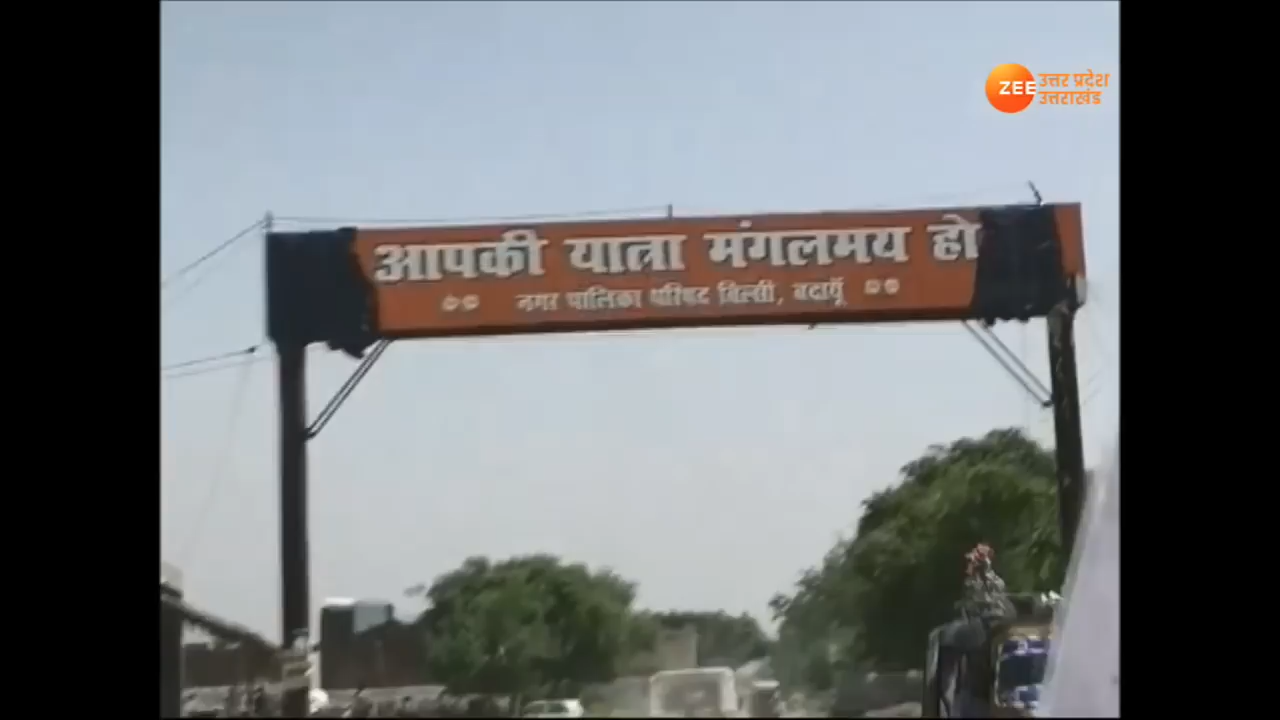 ZEE उत्तर प्रदेश
उत्तराखंड
आपकी यात्रा मंगलमय हो
नगर पालिका परिषद बिल्सी, बदायूँ